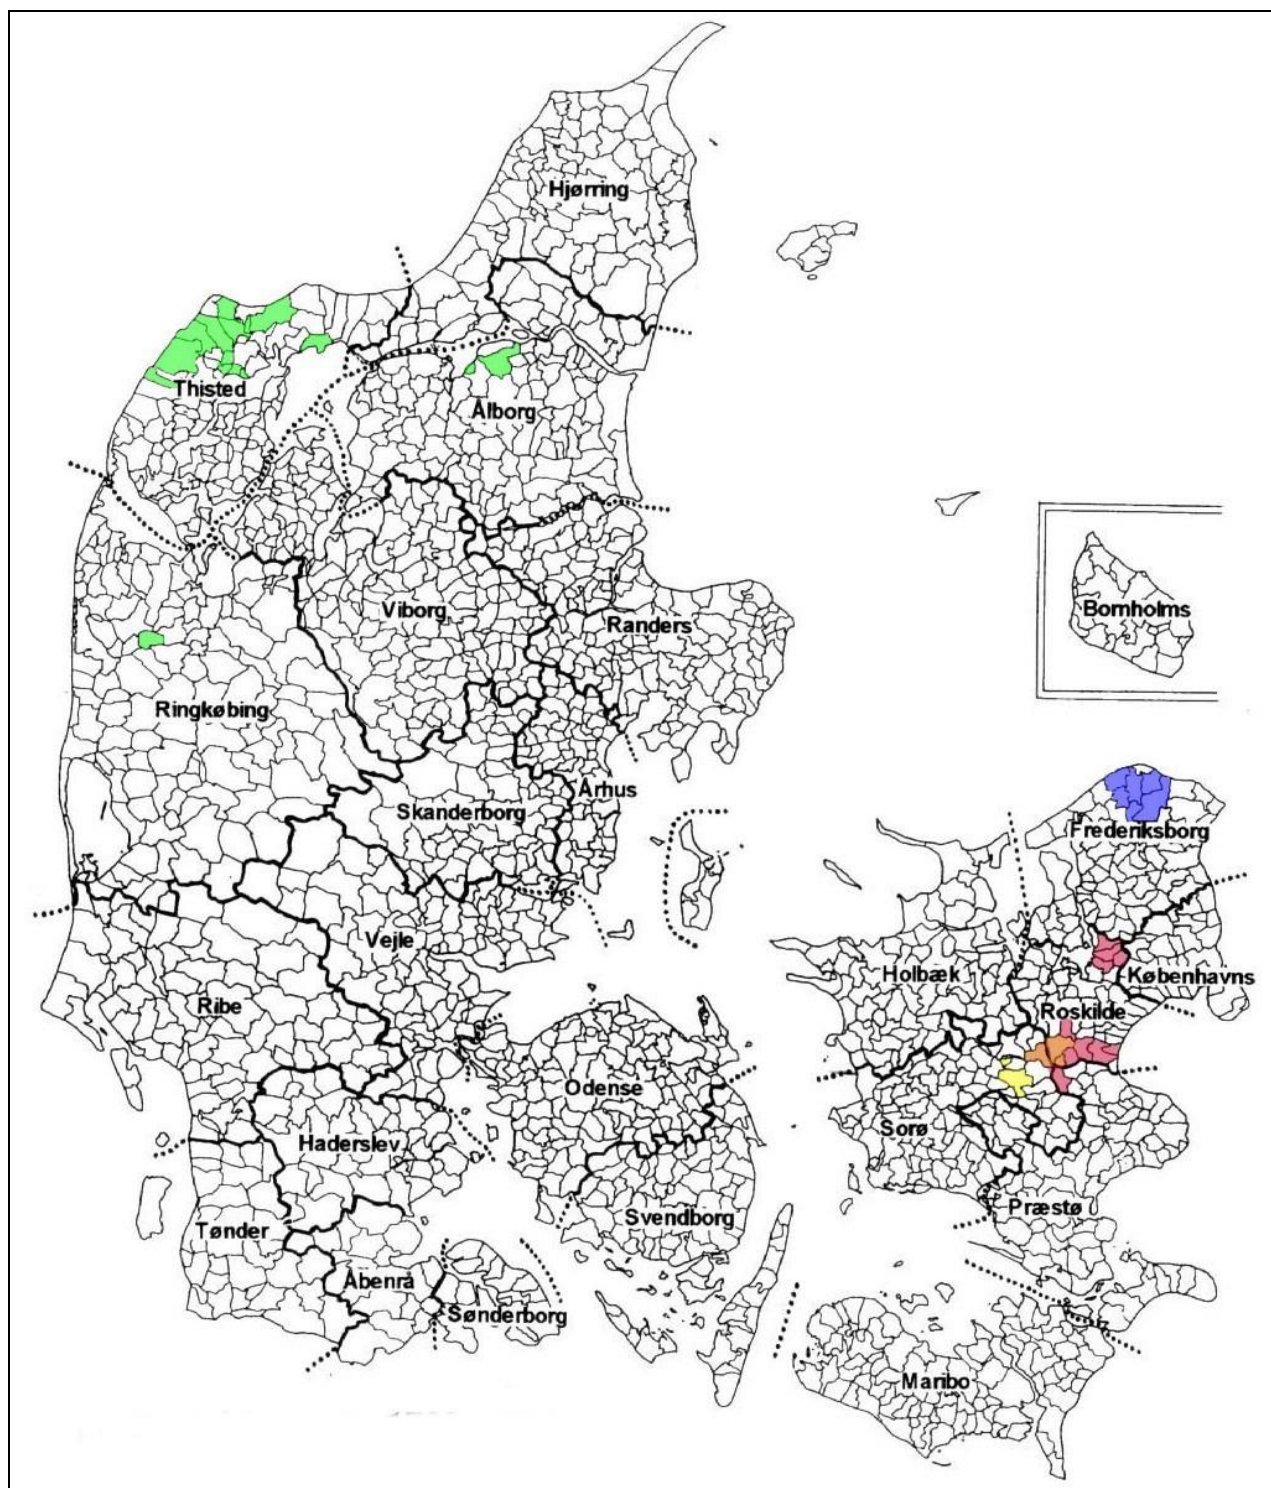 Hjørring
Thisted
Ålborg
Viborg
Randers
Bornholms
Ringkøbing
Århus
Skanderborg
Frederiksborg
Vejle
Holbæk
Københavns
Ribe
Roskilde
Odense
Sorø
Haderslev
Præstø
Svendborg
Tønder
Åbenrå
Sønderborg
Maribo